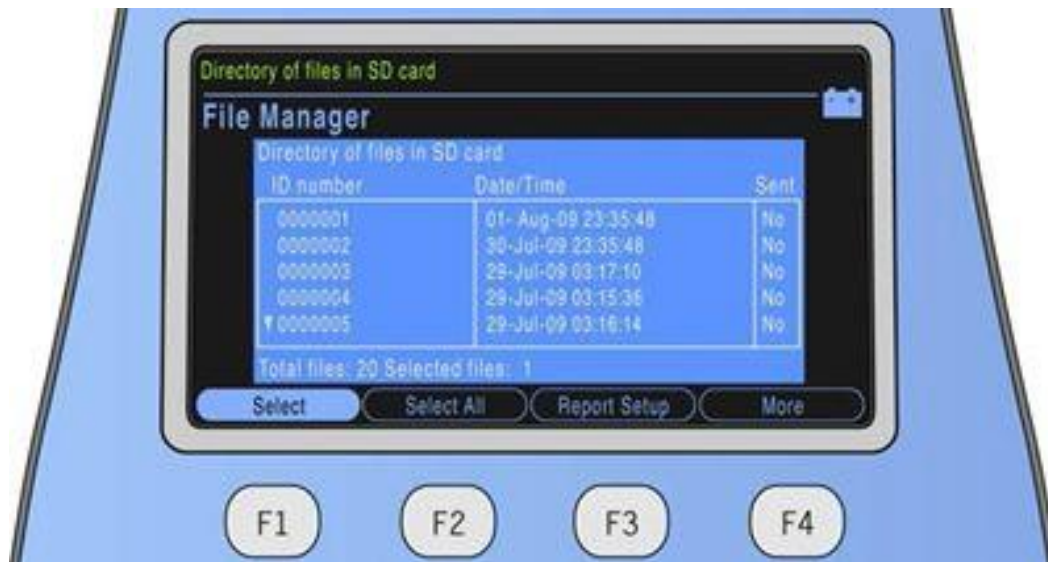 Directory of files in SD card
File Manager
Directory of files in SD card
ID number Date/Time Sent
0000001 01- Aug-09 23:35:48 No
0000002 30-Jul-09 23:35:48 No
0000003 29-Jul-09 03:17:10 No
0000004 29-Jul-09 03:15:36 No
▼0000005 29-Jul-09 03:16:14 No
Total files: 20 Selected files: 1
Select Select All Report Setup More
F1 F2 F3 F4